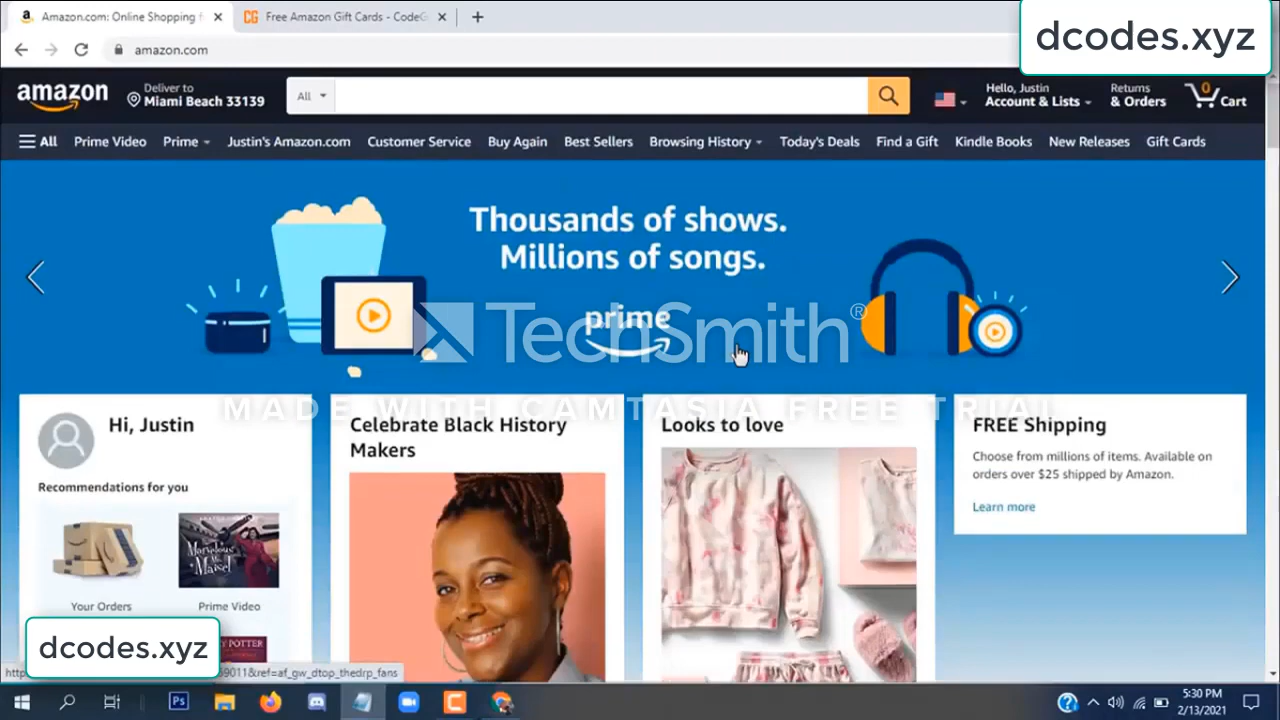 Amazon.com: Online Shopping f
Free Amazon Gift Cards - CodeG
dcodes.xyz
amazon.com
amazon
Deliver to
Miami Beach 33139
All
Hello, Justin
Account & Lists
Returns
& Orders
0
Cart
All
Prime Video
Prime
Justin's Amazon.com
Customer Service
Buy Again
Best Sellers
Browsing History
Today's Deals
Find a Gift
Kindle Books
New Releases
Gift Cards
Thousands of shows.
Millions of songs.
prime
TechSmith®
MADE WITH CAMTASIA FREE TRIAL
Hi, Justin
Recommendations for you
Your Orders
Prime Video
Celebrate Black History
Makers
Looks to love
FREE Shipping
Choose from millions of items. Available on
orders over $25 shipped by Amazon.
Learn more
Marvelous
Mrs.
Maisel
POTTER
dcodes.xyz
9011&ref=af_gw_dtop_thedrp_fans
Ps
5:30 PM
2/13/2021